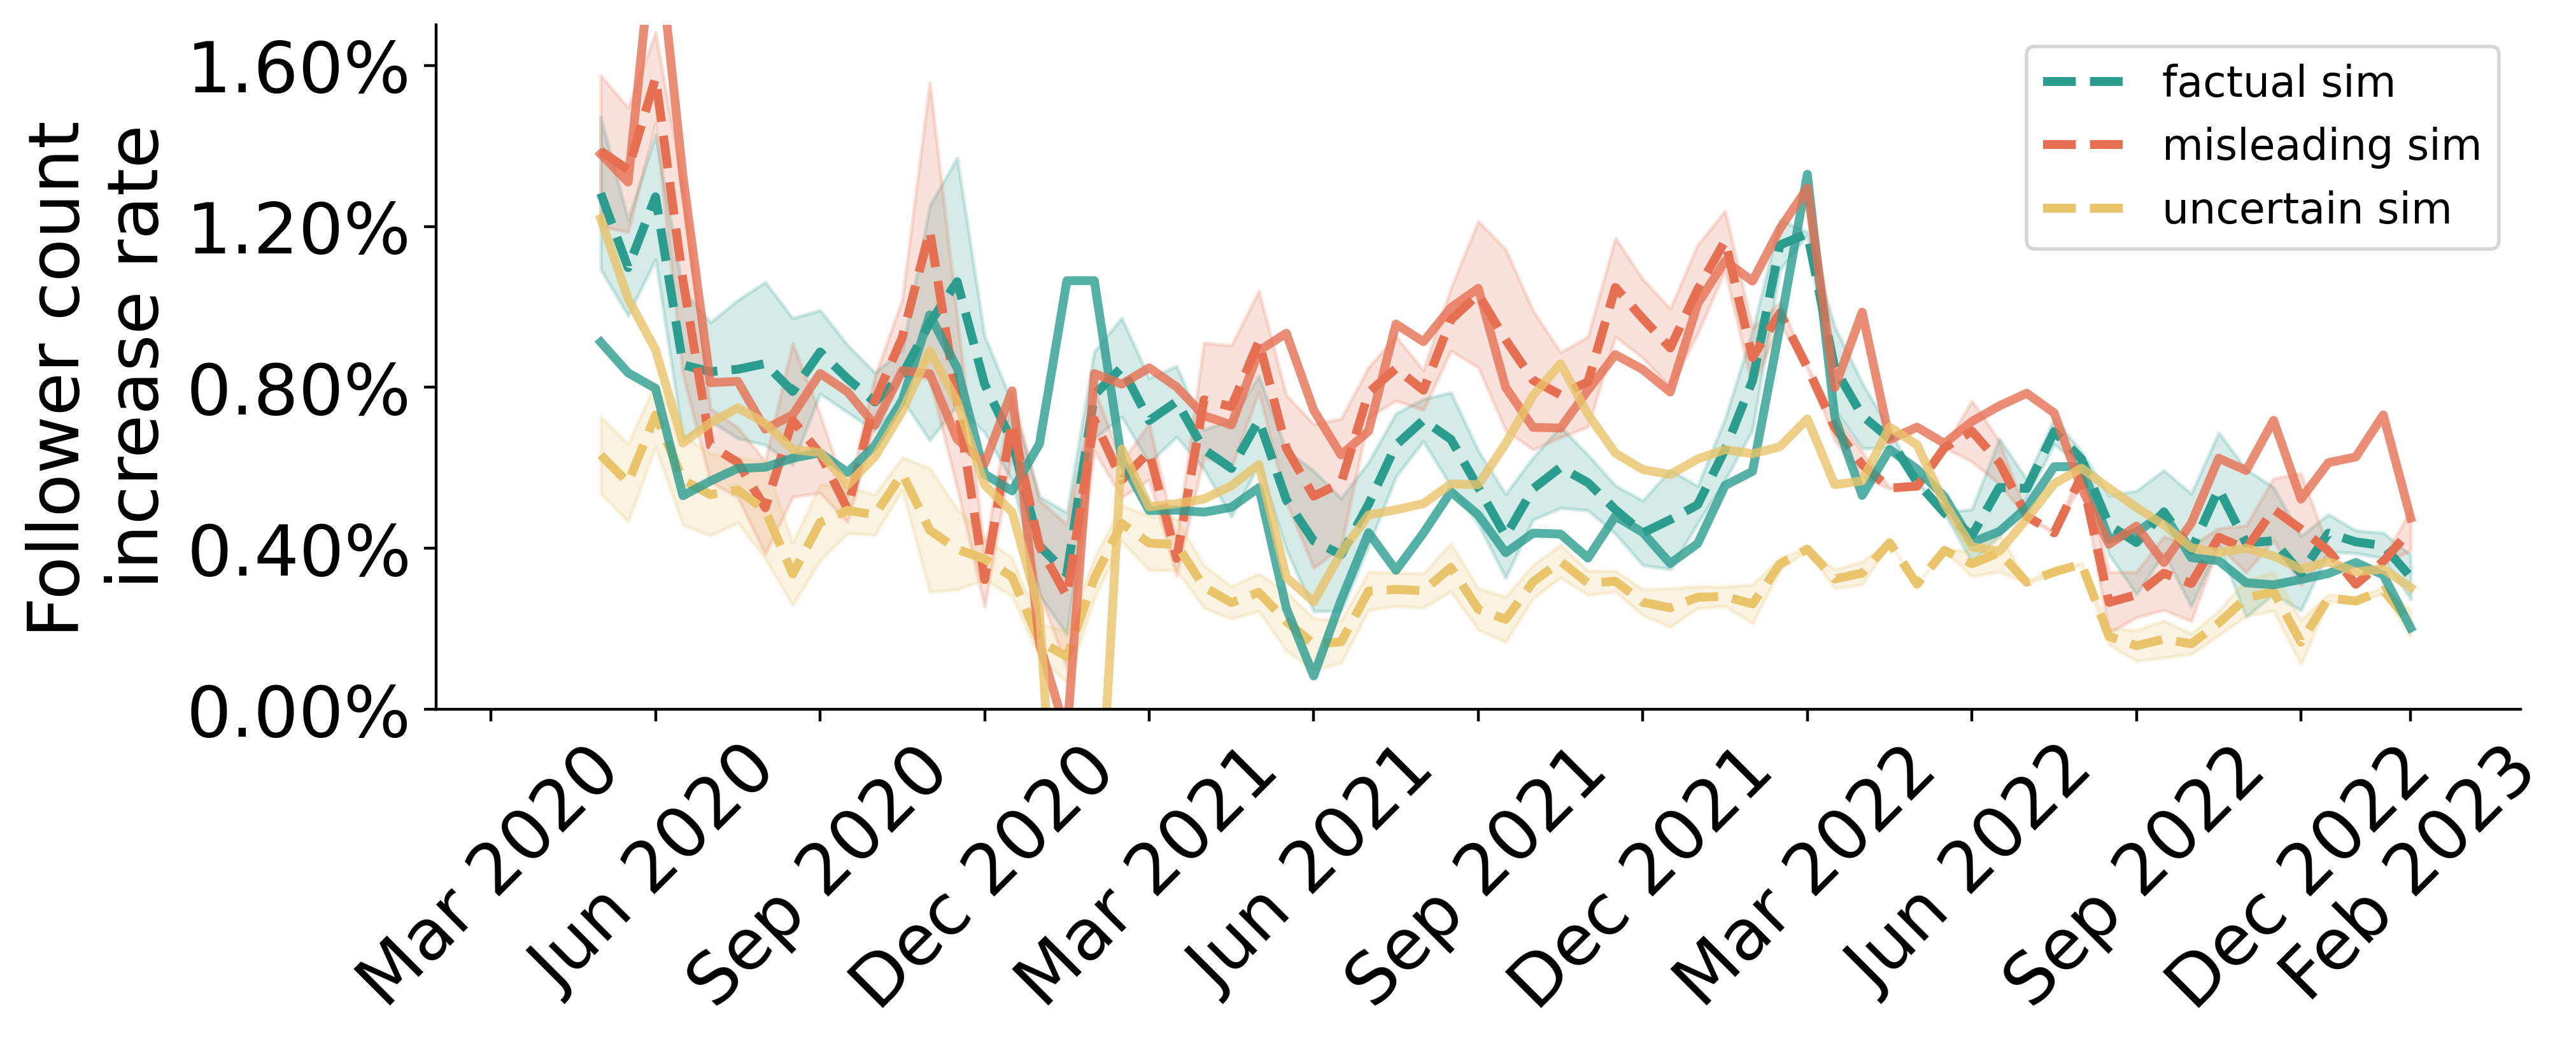 Follower count
increase rate
1.60%
1.20%
0.80%
0.40%
0.00%
factual sim
misleading sim
uncertain sim
Mar 2020
Jun 2020
Sep 2020
Dec 2020
Mar 2021
Jun 2021
Sep 2021
Dec 2021
Mar 2022
Jun 2022
Sep 2022
Dec 2022
Feb 2023